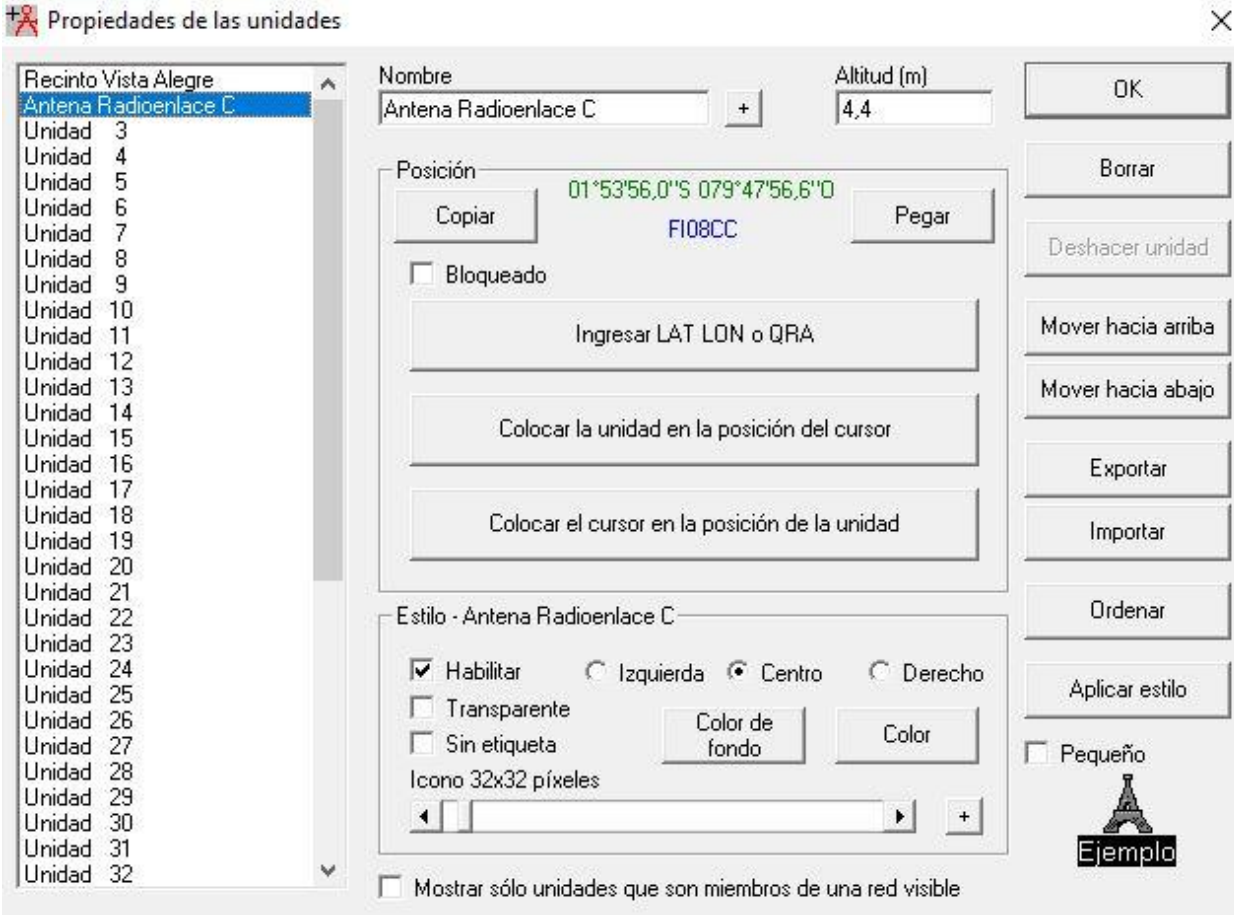 Propiedades de las unidades
Recinto Vista Alegre
Antena Radioenlace C
Unidad 3
Unidad 4
Unidad 5
Unidad 6
Unidad 7
Unidad 8
Unidad 9
Unidad 10
Unidad 11
Unidad 12
Unidad 13
Unidad 14
Unidad 15
Unidad 16
Unidad 17
Unidad 18
Unidad 19
Unidad 20
Unidad 21
Unidad 22
Unidad 23
Unidad 24
Unidad 25
Unidad 26
Unidad 27
Unidad 28
Unidad 29
Unidad 30
Unidad 31
Unidad 32
Nombre
Antena Radioenlace C
+
Altitud (m)
4,4
Posición
Copiar
01°53'56,0''S 079°47'56,6''O
FI08CC
Pegar
Bloqueado
Ingresar LAT LON o QRA
Colocar la unidad en la posición del cursor
Colocar el cursor en la posición de la unidad
Estilo - Antena Radioenlace C
Habilitar
Izquierda
Centro
Derecho
Transparente
Sin etiqueta
Color de
fondo
Color
Icono 32x32 píxeles
+
Mostrar sólo unidades que son miembros de una red visible
OK
Borrar
Deshacer unidad
Mover hacia arriba
Mover hacia abajo
Exportar
Importar
Ordenar
Aplicar estilo
Pequeño
Ejemplo